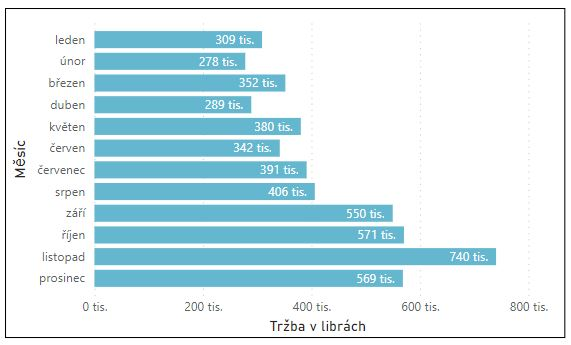 leden 309 tis.
únor 278 tis.
březen 352 tis.
duben 289 tis.
květen 380 tis.
červen 342 tis.
červenec 391 tis.
srpen 406 tis.
září 550 tis.
říjen 571 tis.
listopad 740 tis.
prosinec 569 tis.
Měsíc
0 tis. 200 tis. 400 tis. 600 tis. 800 tis.
Tržba v librách